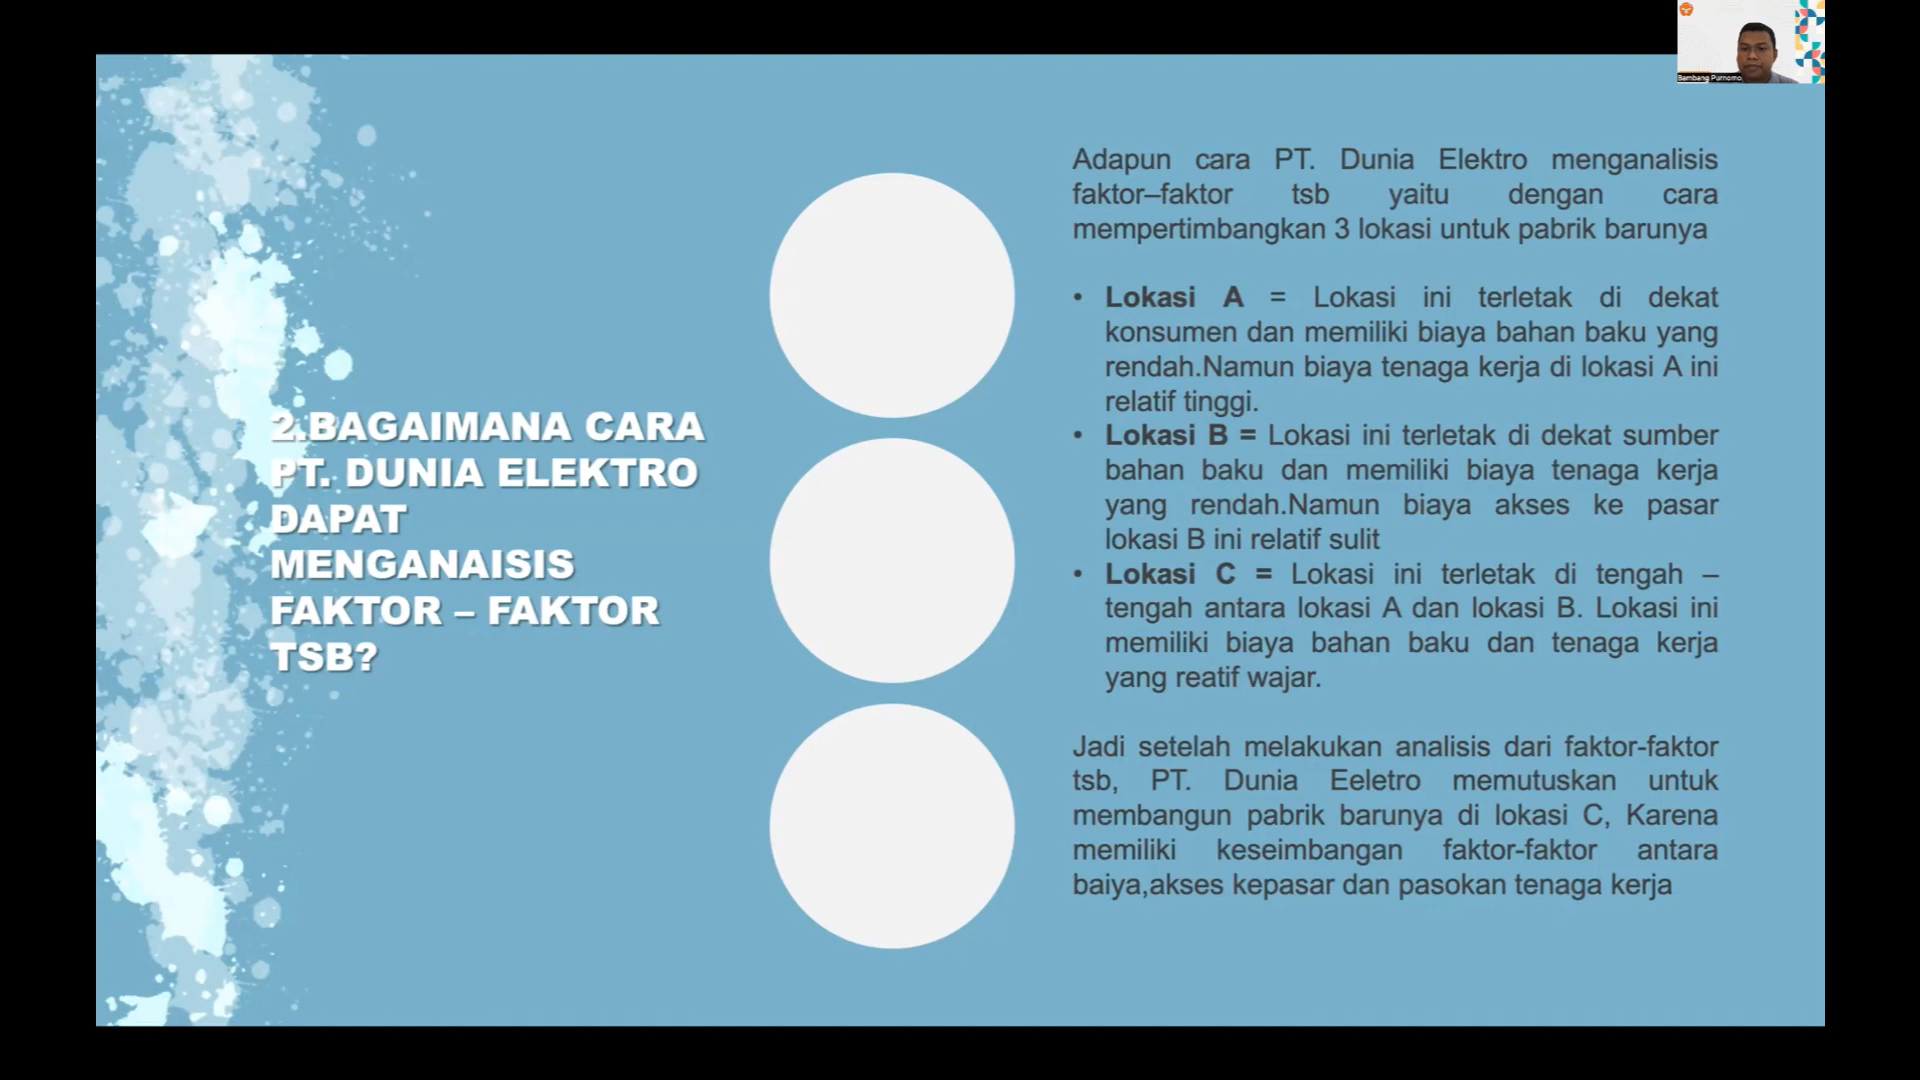 Bambang Purnomo
2.BAGAIMANA CARA
PT. DUNIA ELEKTRO
DAPAT
MENGANAISIS
FAKTOR – FAKTOR
TSB?
Adapun cara PT. Dunia Elektro menganalisis
faktor–faktor tsb yaitu dengan cara
mempertimbangkan 3 lokasi untuk pabrik barunya
• Lokasi A = Lokasi ini terletak di dekat
konsumen dan memiliki biaya bahan baku yang
rendah.Namun biaya tenaga kerja di lokasi A ini
relatif tinggi.
• Lokasi B = Lokasi ini terletak di dekat sumber
bahan baku dan memiliki biaya tenaga kerja
yang rendah.Namun biaya akses ke pasar
lokasi B ini relatif sulit
• Lokasi C = Lokasi ini terletak di tengah –
tengah antara lokasi A dan lokasi B. Lokasi ini
memiliki biaya bahan baku dan tenaga kerja
yang reatif wajar.
Jadi setelah melakukan analisis dari faktor-faktor
tsb, PT. Dunia Eeletro memutuskan untuk
membangun pabrik barunya di lokasi C, Karena
memiliki keseimbangan faktor-faktor antara
baiya,akses kepasar dan pasokan tenaga kerja